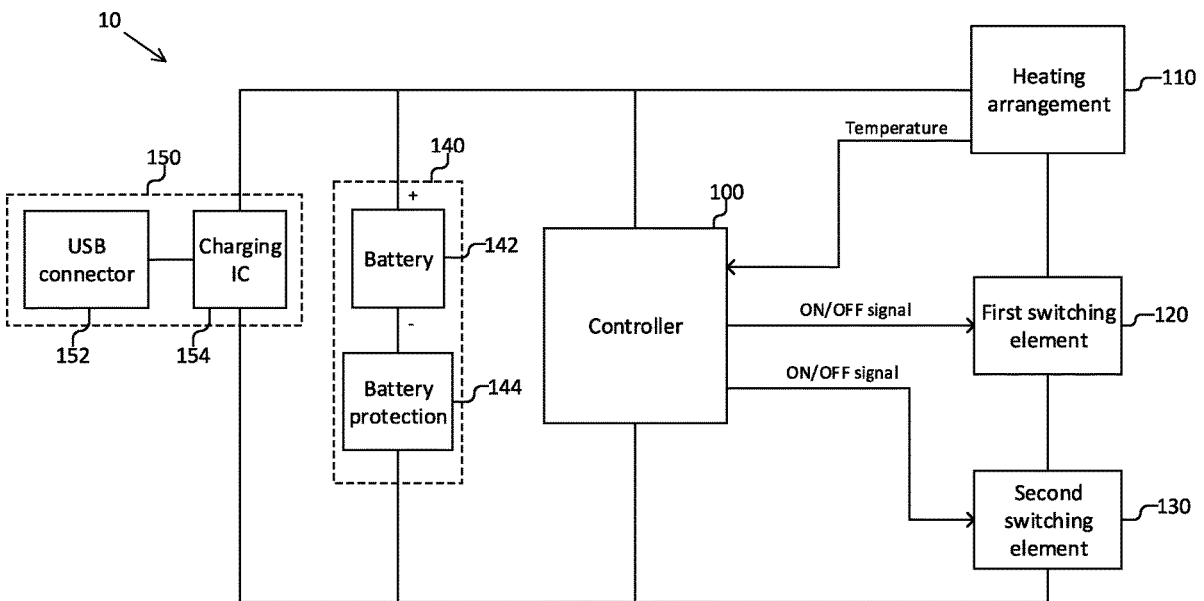 10
Heating
arrangement
110
Temperature
150
140
+
100
USB
connector
Charging
IC
Battery
142
152
154
-
Battery
protection
144
Controller
ON/OFF signal
First switching
element
120
ON/OFF signal
Second
switching
element
130